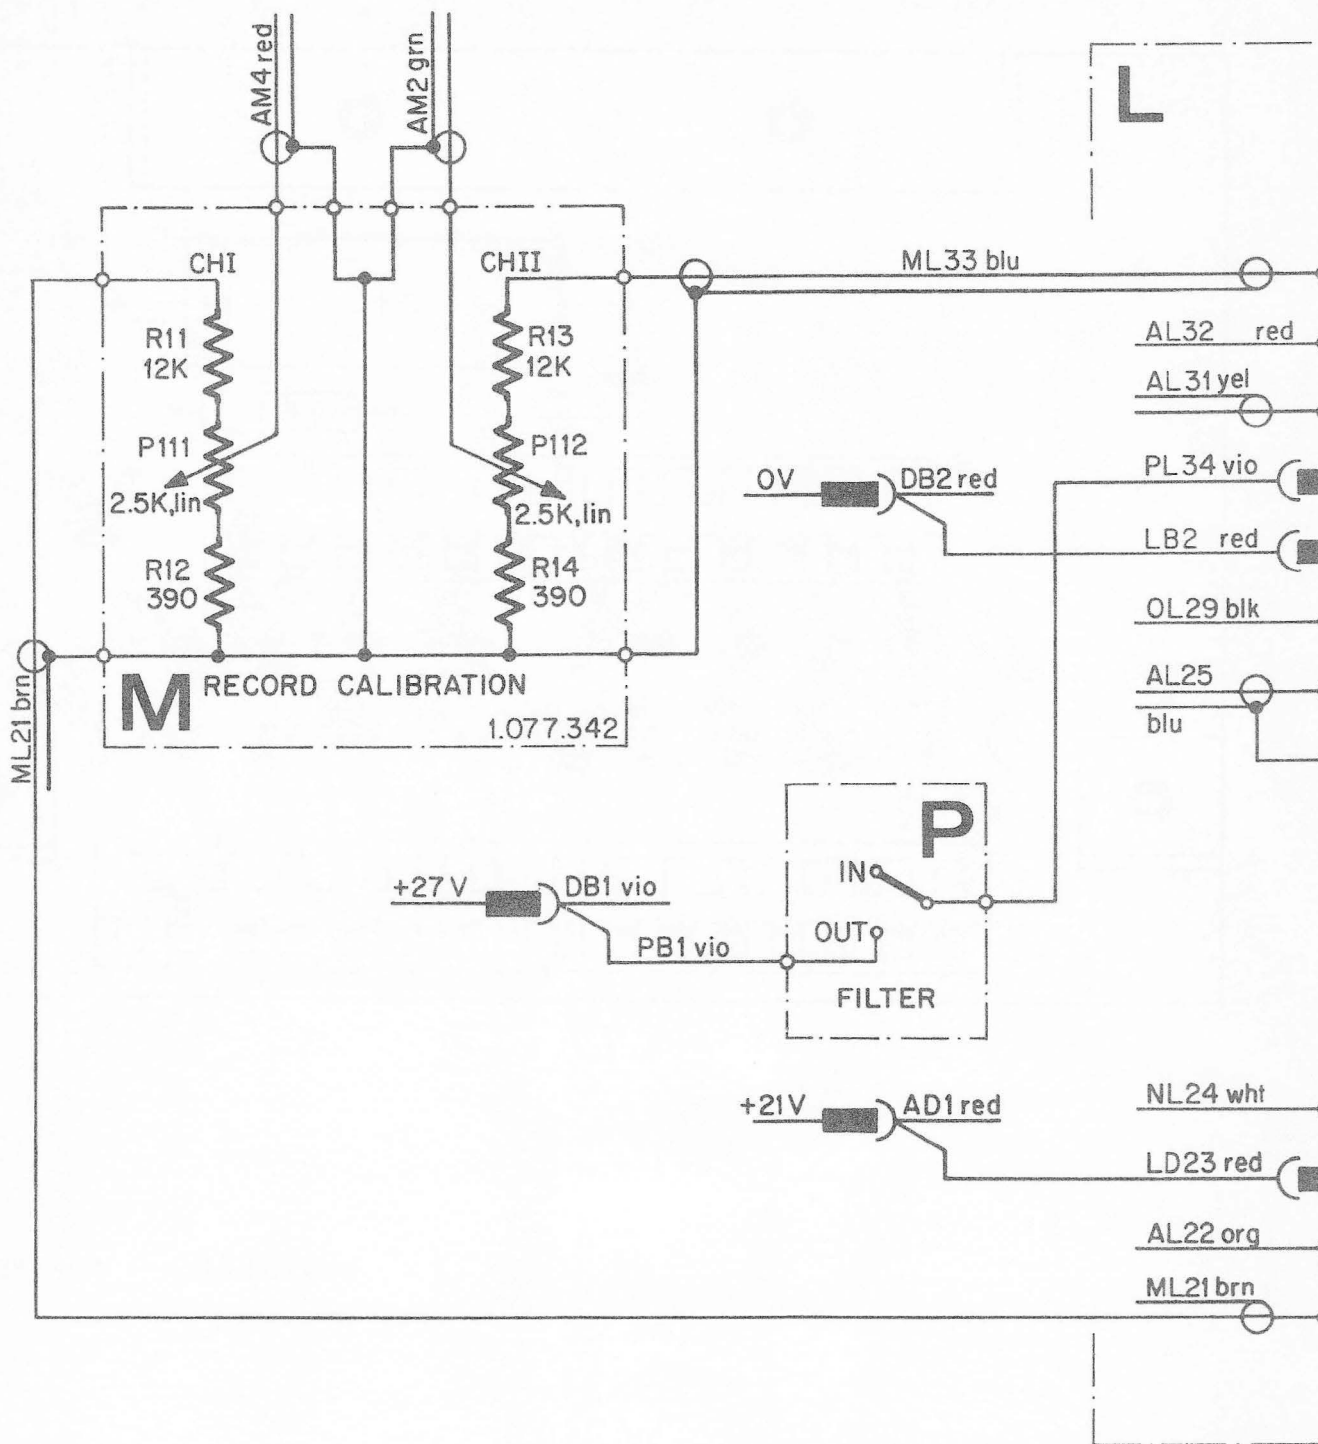 AM4 red
AM2 grn
L
CHI
CHII
ML33 blu
R11
12K
R13
12K
AL32 red
AL31 yel
P111
2.5K,lin
P112
2.5K,lin
0V
DB2 red
PL34 vio
LB2 red
R12
390
R14
390
OL29 blk
ML21 brn
M
RECORD CALIBRATION
1.077.342
AL25
blu
P
IN
OUT
FILTER
+27 V
DB1 vio
PB1 vio
+21V
AD1 red
NL24 wht
LD23 red
AL22 org
ML21 brn